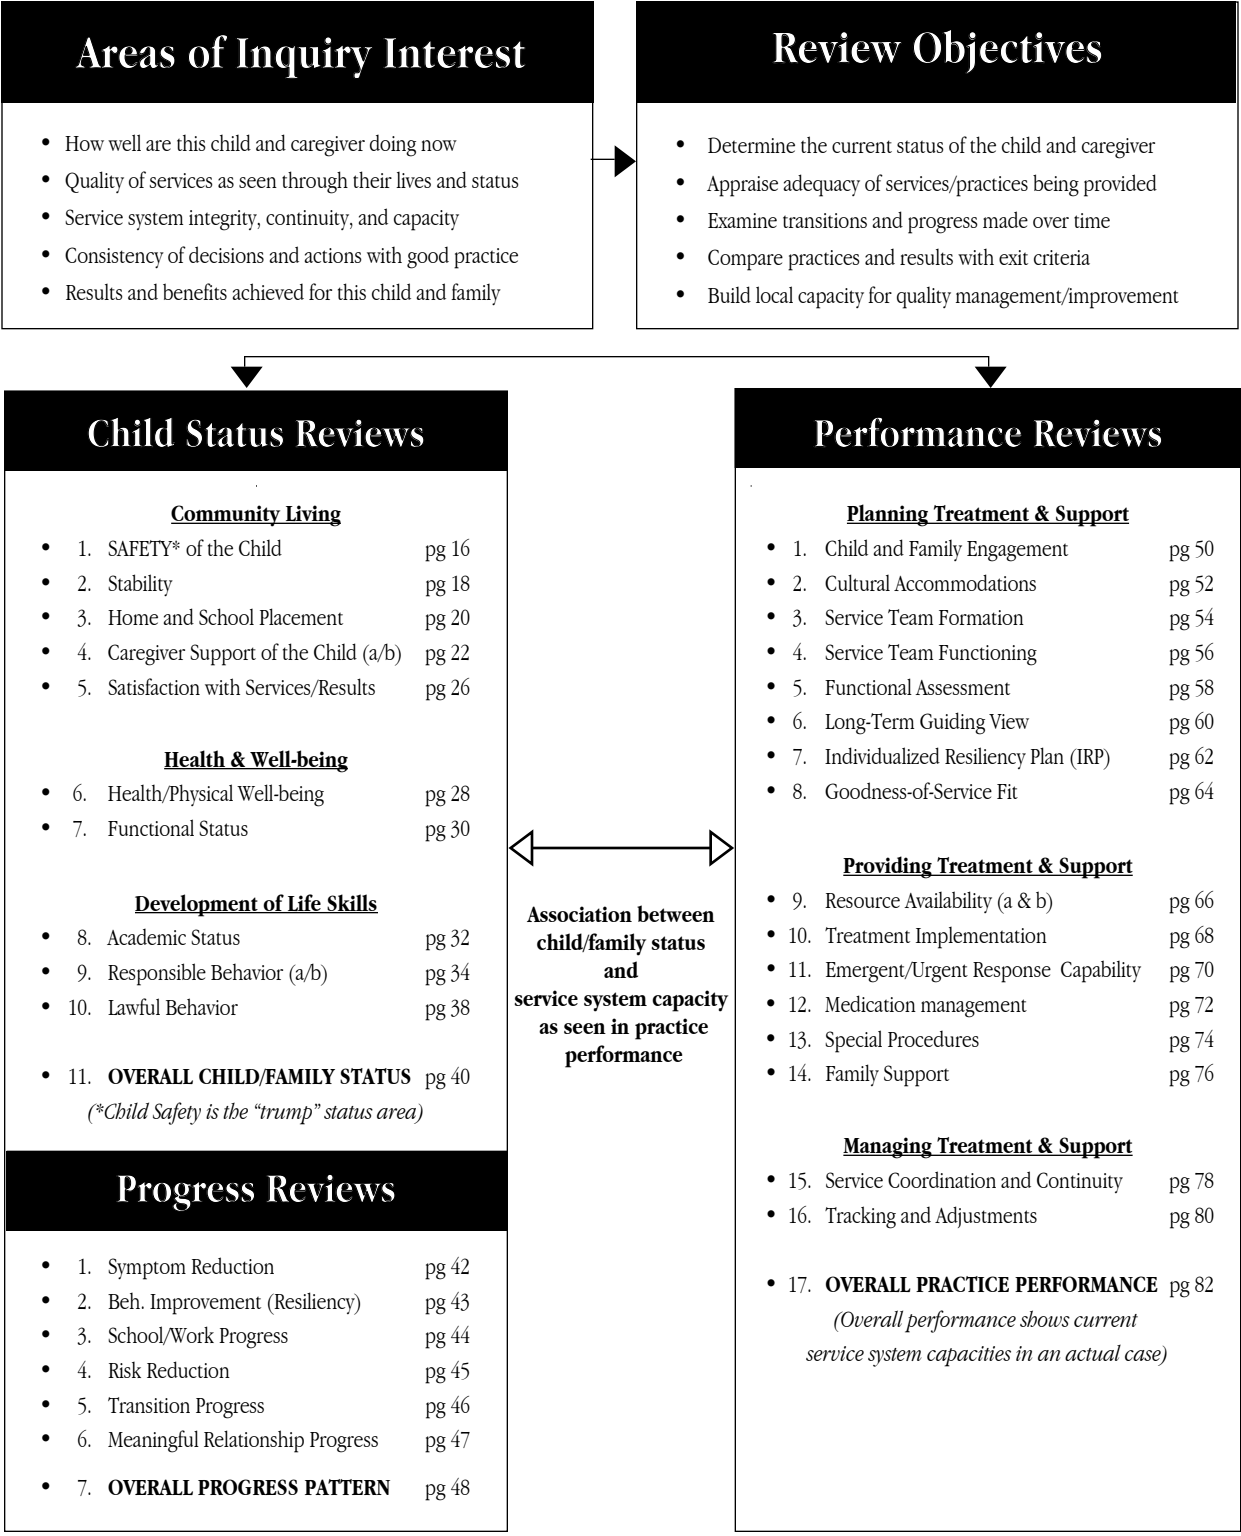 Areas of Inquiry Interest
• How well are this child and caregiver doing now
• Quality of services as seen through their lives and status
• Service system integrity, continuity, and capacity
• Consistency of decisions and actions with good practice
• Results and benefits achieved for this child and family
Review Objectives
• Determine the current status of the child and caregiver
• Appraise adequacy of services/practices being provided
• Examine transitions and progress made over time
• Compare practices and results with exit criteria
• Build local capacity for quality management/improvement
Child Status Reviews
Community Living
• 1. SAFETY* of the Child pg 16
• 2. Stability pg 18
• 3. Home and School Placement pg 20
• 4. Caregiver Support of the Child (a/b) pg 22
• 5. Satisfaction with Services/Results pg 26
Health & Well-being
• 6. Health/Physical Well-being pg 28
• 7. Functional Status pg 30
Development of Life Skills
• 8. Academic Status pg 32
• 9. Responsible Behavior (a/b) pg 34
• 10. Lawful Behavior pg 38
• 11. OVERALL CHILD/FAMILY STATUS pg 40
(*Child Safety is the “trump” status area)
Progress Reviews
• 1. Symptom Reduction pg 42
• 2. Beh. Improvement (Resiliency) pg 43
• 3. School/Work Progress pg 44
• 4. Risk Reduction pg 45
• 5. Transition Progress pg 46
• 6. Meaningful Relationship Progress pg 47
• 7. OVERALL PROGRESS PATTERN pg 48
Association between
child/family status
and
service system capacity
as seen in practice
performance
Performance Reviews
Planning Treatment & Support
• 1. Child and Family Engagement pg 50
• 2. Cultural Accommodations pg 52
• 3. Service Team Formation pg 54
• 4. Service Team Functioning pg 56
• 5. Functional Assessment pg 58
• 6. Long-Term Guiding View pg 60
• 7. Individualized Resiliency Plan (IRP) pg 62
• 8. Goodness-of-Service Fit pg 64
Providing Treatment & Support
• 9. Resource Availability (a & b) pg 66
• 10. Treatment Implementation pg 68
• 11. Emergent/Urgent Response Capability pg 70
• 12. Medication management pg 72
• 13. Special Procedures pg 74
• 14. Family Support pg 76
Managing Treatment & Support
• 15. Service Coordination and Continuity pg 78
• 16. Tracking and Adjustments pg 80
• 17. OVERALL PRACTICE PERFORMANCE pg 82
(Overall performance shows current
service system capacities in an actual case)